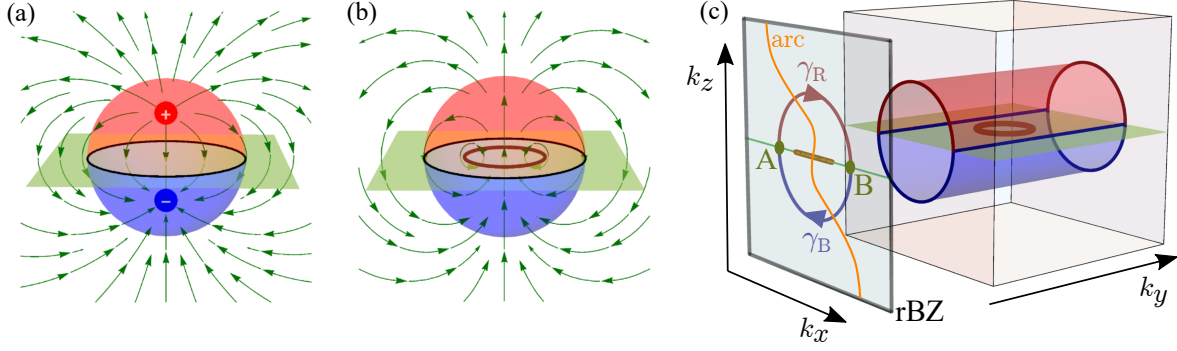 (a)
+
−
(b)
(c)
arc
k_z
γ_R
A
B
γ_B
k_x
rBZ
k_y